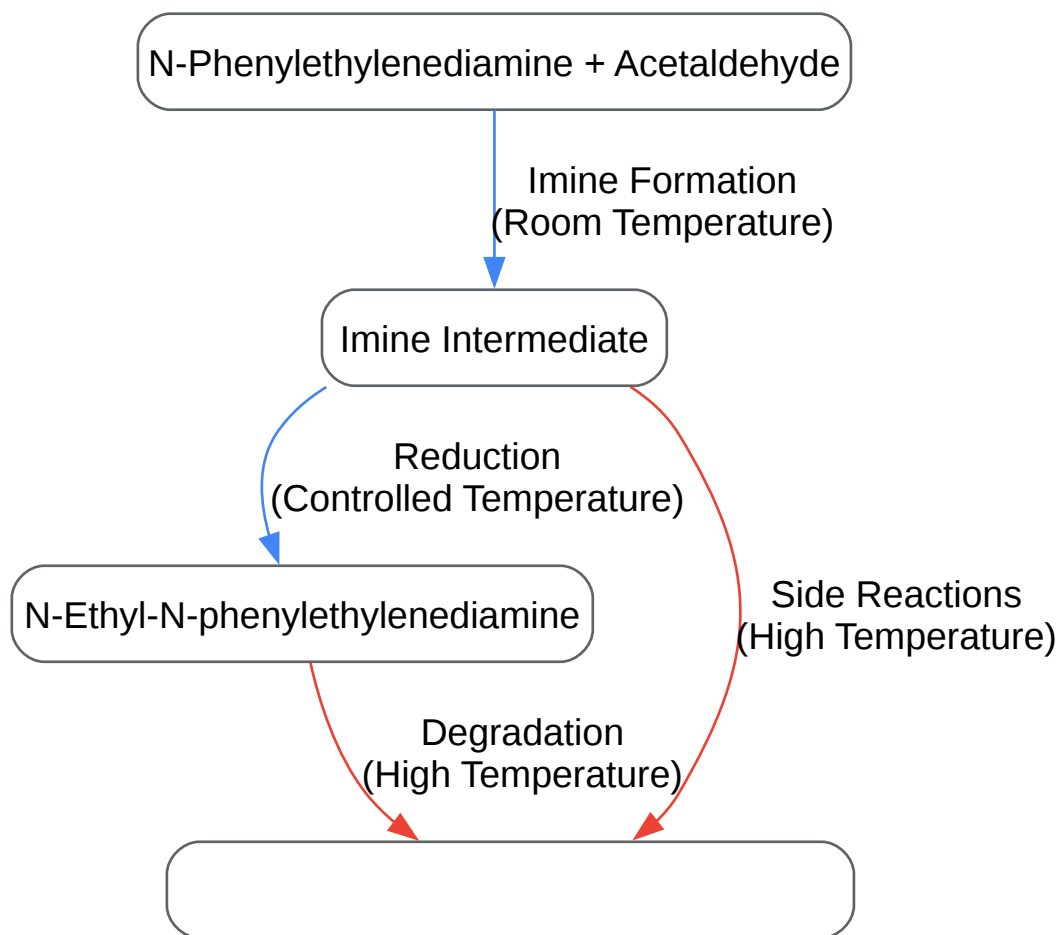 N-Phenylethylenediamine + Acetaldehyde
Imine Formation
(Room Temperature)
Imine Intermediate
Reduction
(Controlled Temperature)
N-Ethyl-N-phenylethylenediamine
Side Reactions
(High Temperature)
Degradation
(High Temperature)